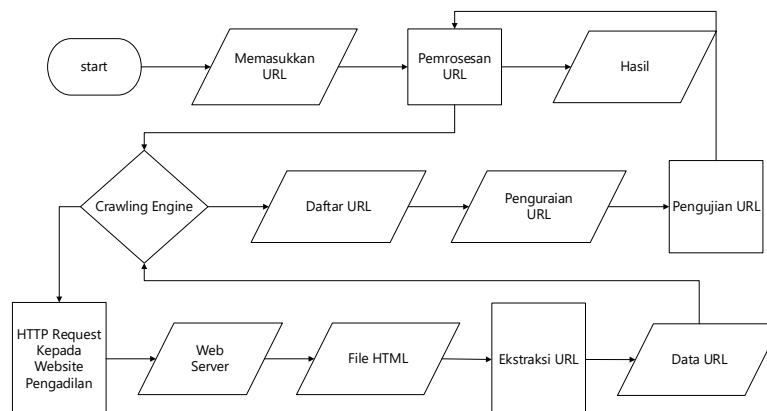 start
Memasukkan
URL
Pemrosesan
URL
Hasil
Crawling Engine
Daftar URL
Penguraian
URL
Pengujian URL
HTTP Request
Kepada
Website
Pengadilan
Web
Server
File HTML
Ekstraksi URL
Data URL